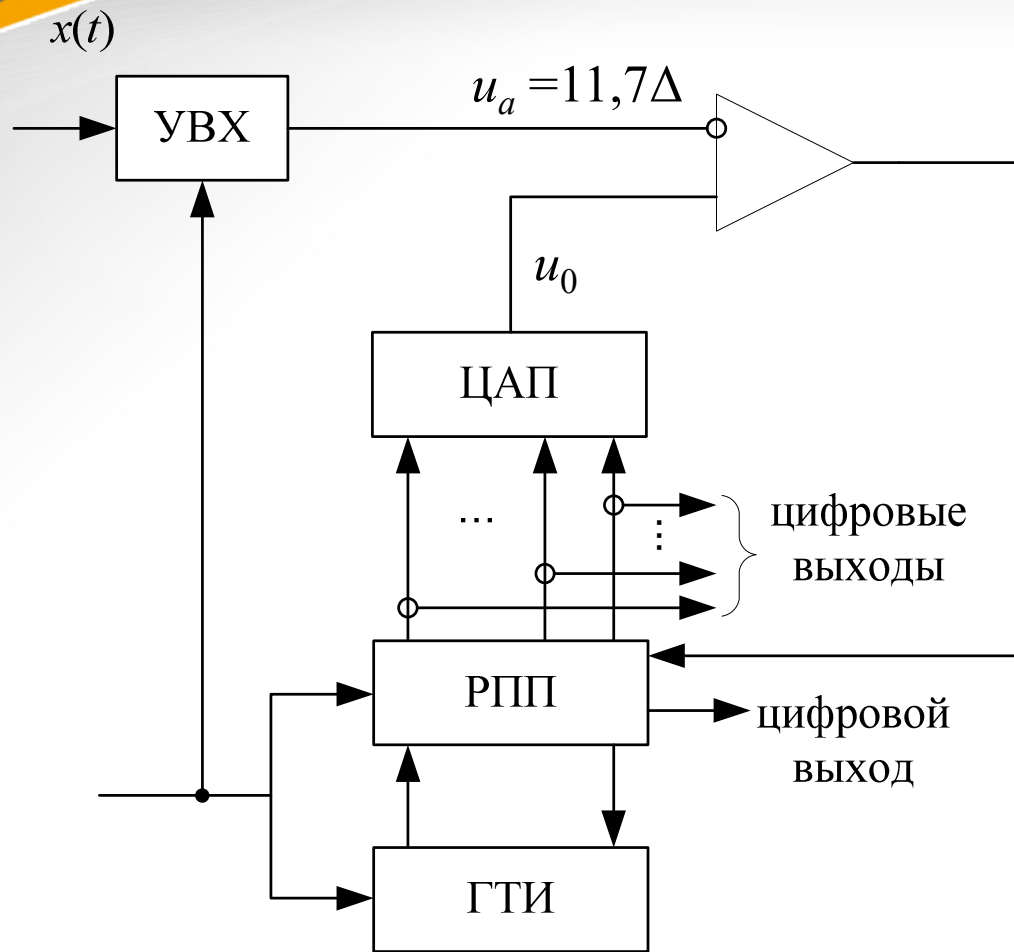 x(t)
УВХ
u_a =11,7Δ
u_0
ЦАП
...
...
цифровые
выходы
РПП
цифровой
выход
ГТИ